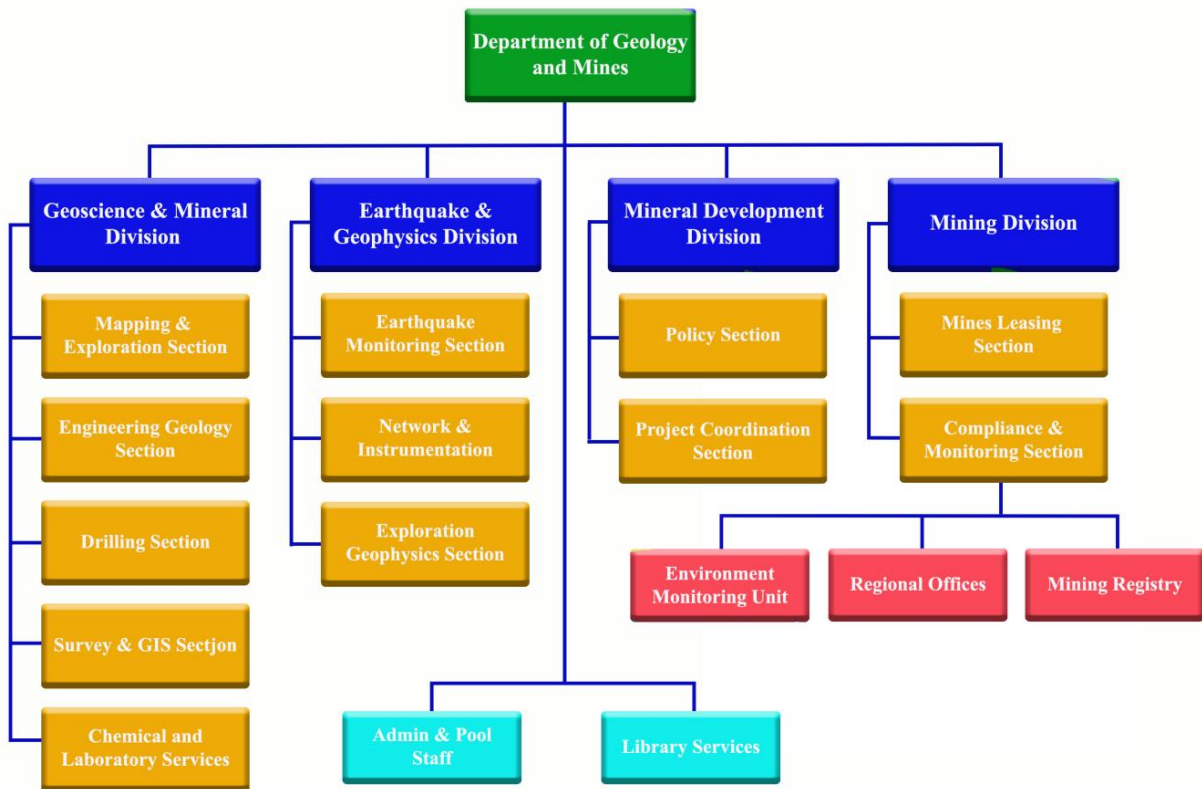 Department of Geology
and Mines
Geoscience & Mineral
Division
Earthquake &
Geophysics Division
Mineral Development
Division
Mining Division
Mapping &
Exploration Section
Engineering Geology
Section
Drilling Section
Survey & GIS Sectjon
Chemical and
Laboratory Services
Earthquake
Monitoring Section
Network &
Instrumentation
Exploration
Geophysics Section
Policy Section
Project Coordination
Section
Mines Leasing
Section
Compliance &
Monitoring Section
Environment
Monitoring Unit
Regional Offices
Mining Registry
Admin & Pool
Staff
Library Services